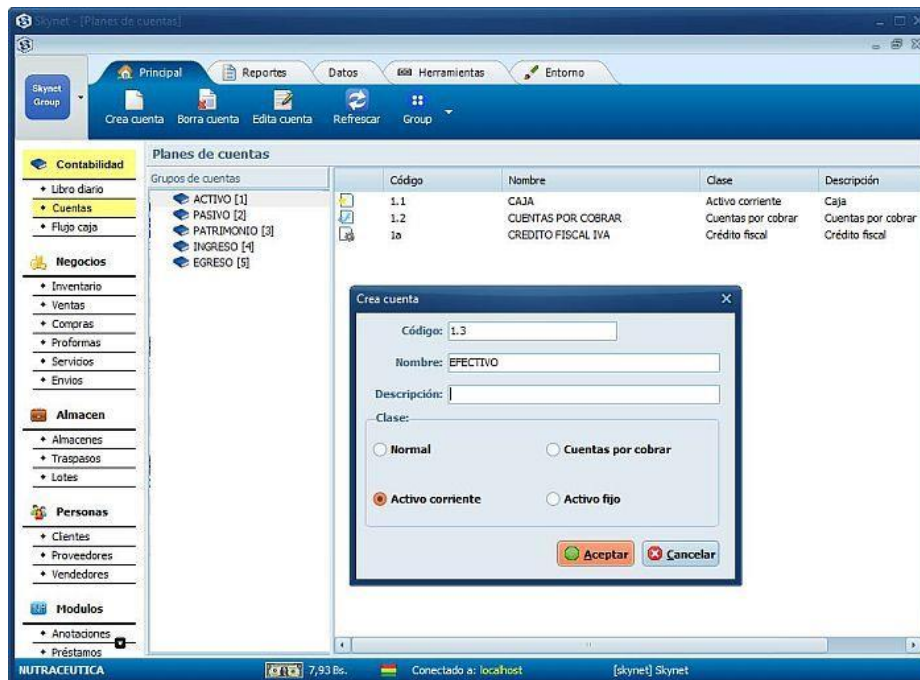 Skynet - [Planes de cuentas]
Skynet Group
Principal Reportes Datos Herramientas Entorno
Crea cuenta Borra cuenta Edita cuenta Refrescar Group
Contabilidad
Libro diario
Cuentas
Flujo caja
Negocios
Inventario
Ventas
Compras
Proformas
Servicios
Envios
Almacen
Almacenes
Traspasos
Lotes
Personas
Clientes
Proveedores
Vendedores
Modulos
Anotaciones
Préstamos
Planes de cuentas
Grupos de cuentas
ACTIVO [1]
PASIVO [2]
PATRIMONIO [3]
INGRESO [4]
EGRESO [5]
Código Nombre Clase Descripción
1.1 CAJA Activo corriente Caja
1.2 CUENTAS POR COBRAR Cuentas por cobrar Cuentas por cobrar
1a CREDITO FISCAL IVA Crédito fiscal Crédito fiscal
Crea cuenta
Código: 1.3
Nombre: EFECTIVO
Descripción:
Clase:
Normal Cuentas por cobrar
Activo corriente Activo fijo
Aceptar Cancelar
NUTRACEUTICA 7,93 Bs. Conectado a: localhost [skynet] Skynet